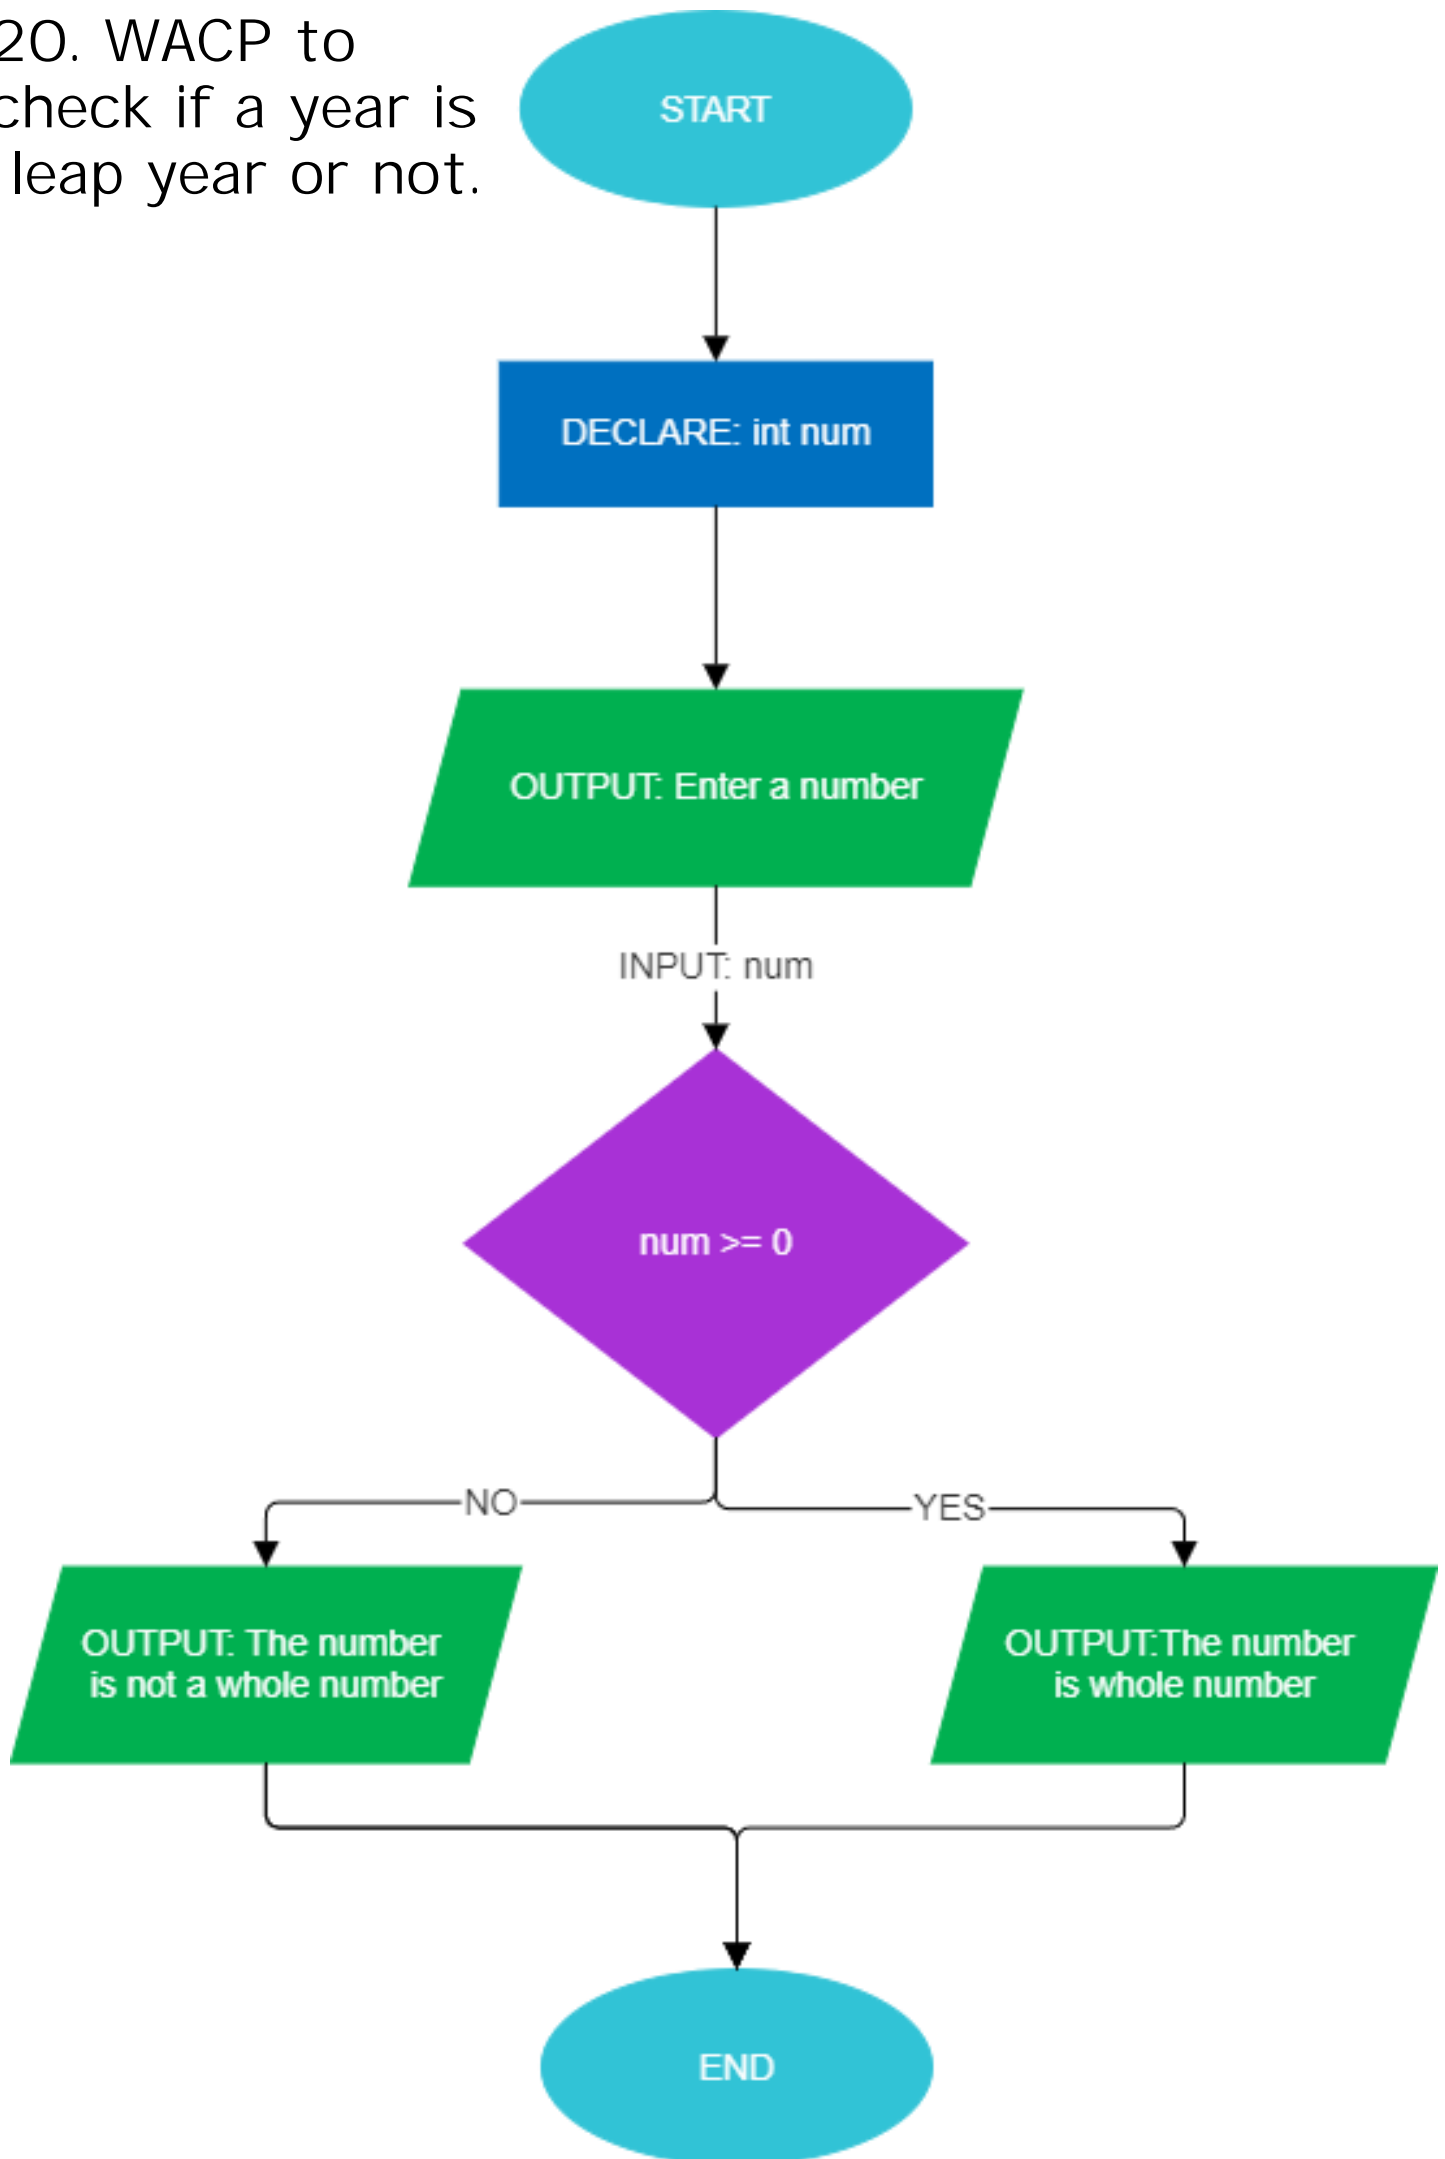 20. WACP to
check if a year is
leap year or not.
START
DECLARE: int num
OUTPUT: Enter a number
INPUT: num
num >= 0
NO
YES
OUTPUT: The number
is not a whole number
OUTPUT:The number
is whole number
END